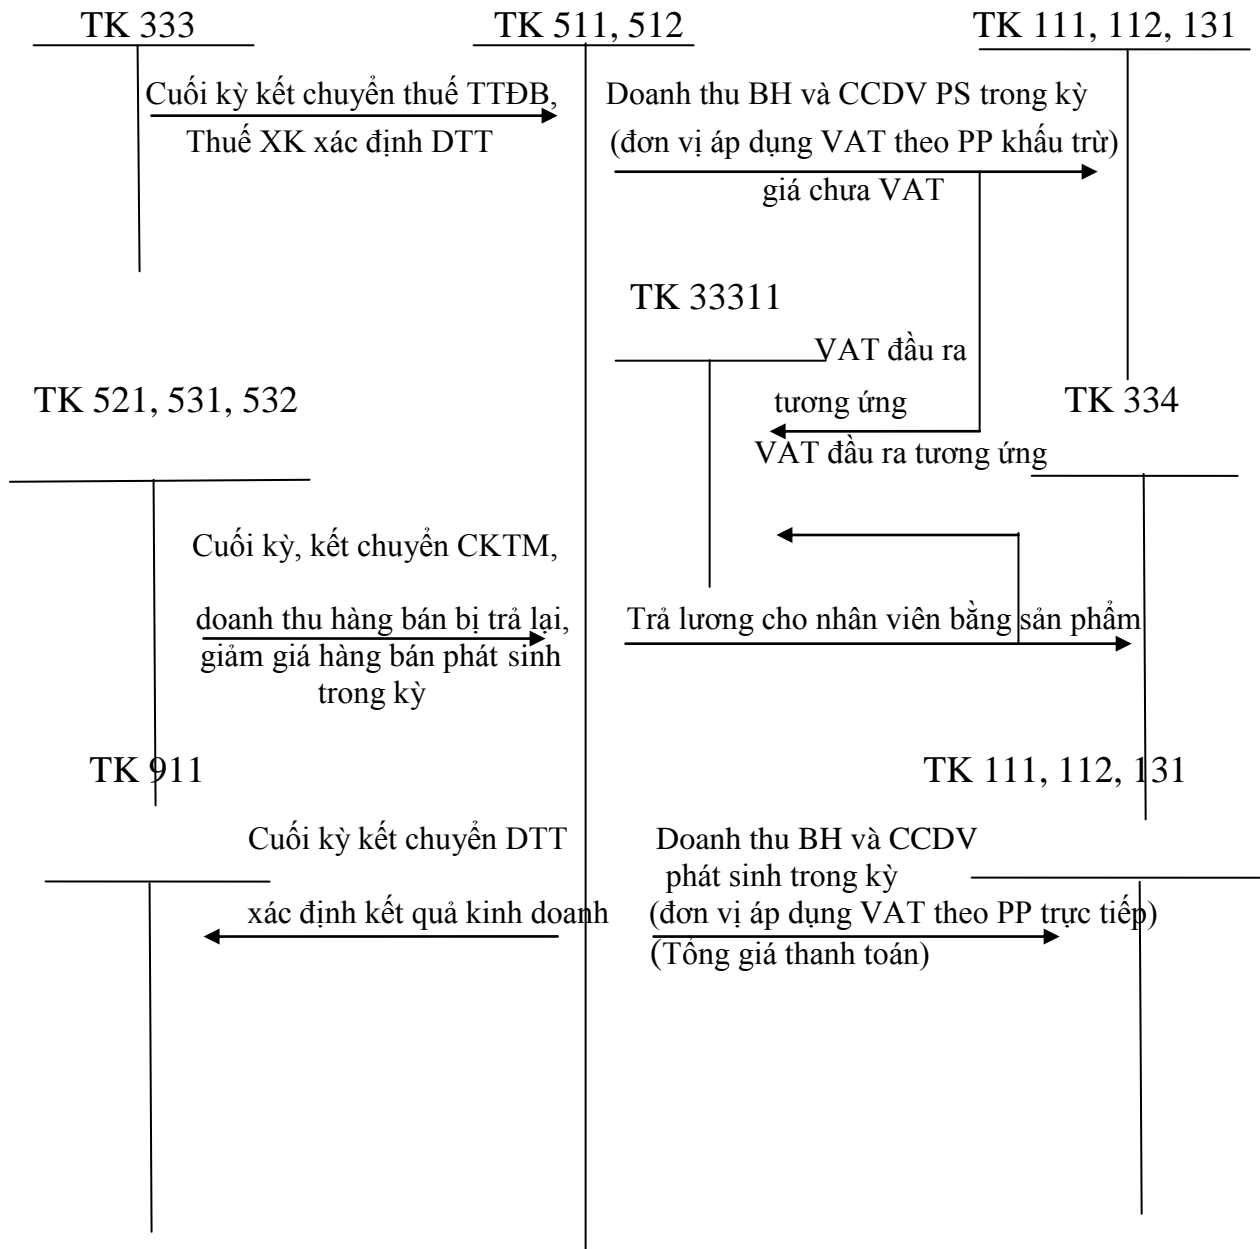 TK 333
TK 511, 512
TK 111, 112, 131
Cuối kỳ kết chuyển thuế TTĐB,
Thuế XK xác định DTT
Doanh thu BH và CCDV PS trong kỳ
(đơn vị áp dụng VAT theo PP khấu trừ)
giá chưa VAT
TK 33311
VAT đầu ra
tương ứng
TK 521, 531, 532
TK 334
VAT đầu ra tương ứng
Cuối kỳ, kết chuyển CKTM,
doanh thu hàng bán bị trả lại,
giảm giá hàng bán phát sinh
trong kỳ
Trả lương cho nhân viên bằng sản phẩm
TK 911
TK 111, 112, 131
Cuối kỳ kết chuyển DTT
xác định kết quả kinh doanh
Doanh thu BH và CCDV
phát sinh trong kỳ
(đơn vị áp dụng VAT theo PP trực tiếp)
(Tổng giá thanh toán)